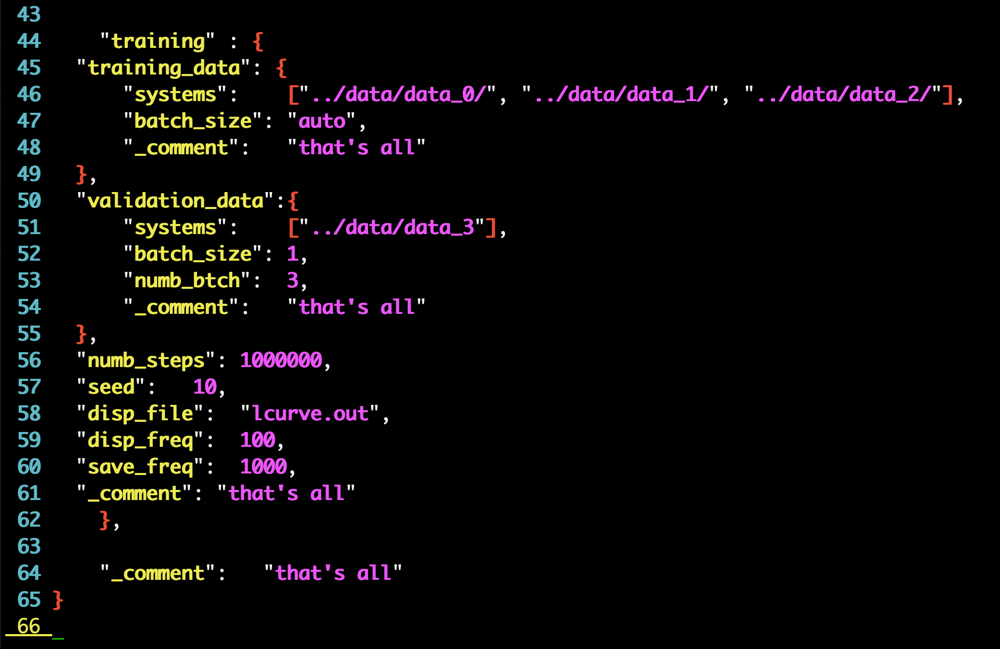 43
44     "training" : {
45   "training_data": {
46       "systems":    ["../data/data_0/", "../data/data_1/", "../data/data_2/"],
47       "batch_size": "auto",
48       "_comment":   "that's all"
49   },
50   "validation_data":{
51       "systems":    ["../data/data_3"],
52       "batch_size": 1,
53       "numb_btch":  3,
54       "_comment":   "that's all"
55   },
56   "numb_steps": 1000000,
57   "seed":   10,
58   "disp_file":  "lcurve.out",
59   "disp_freq":  100,
60   "save_freq":  1000,
61   "_comment": "that's all"
62     },
63
64     "_comment":   "that's all"
65 }
66